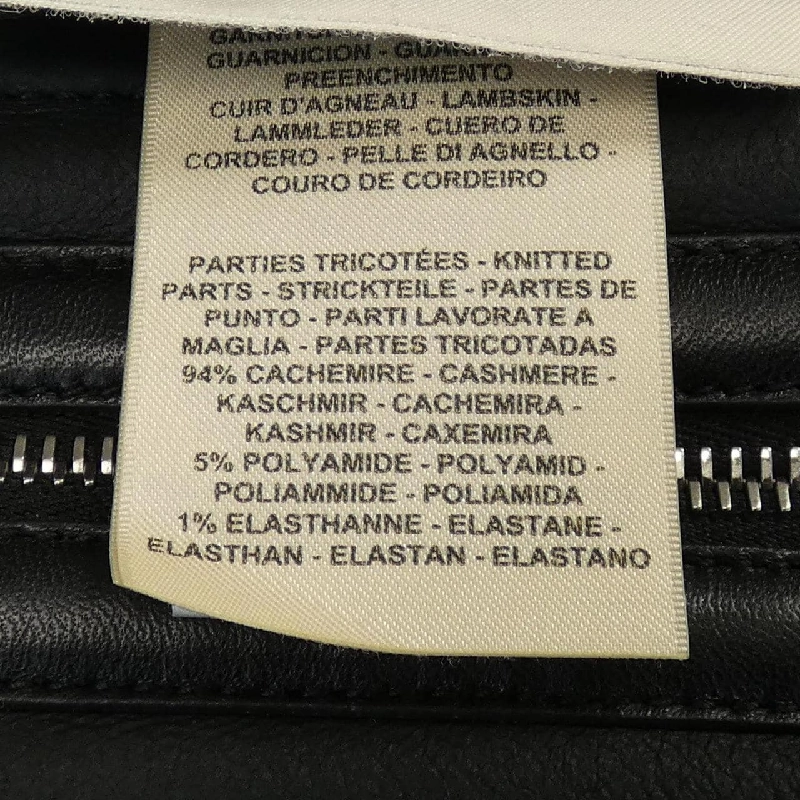 GUARNICION -
PREENCHIMENTO
CUIR D'AGNEAU - LAMBSKIN -
LAMMLEDER - CUERO DE
CORDERO - PELLE DI AGNELLO -
COURO DE CORDEIRO
PARTIES TRICOTÉES - KNITTED
PARTS - STRICKTEILE - PARTES DE
PUNTO - PARTI LAVORATE A
MAGLIA - PARTES TRICOTADAS
94% CACHEMIRE - CASHMERE -
KASCHMIR - CACHEMIRA -
KASHMIR - CAXEMIRA
5% POLYAMIDE - POLYAMID -
POLIAMMIDE - POLIAMIDA
1% ELASTHANNE - ELASTANE -
ELASTHAN - ELASTAN - ELASTANO